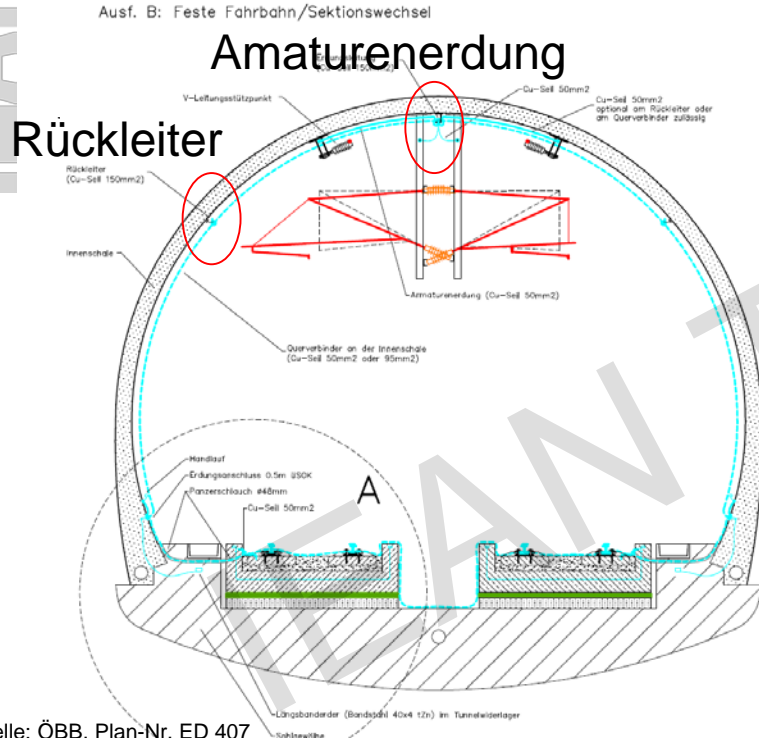 Ausf. B: Feste Fahrbahn/Sektionswechsel
Amaturenerdung
(Cu-Seil 150mm2)
Cu-Seil 50mm2
V-Leitungsstützpunkt
Cu-Seil 50mm2
optional am Rückleiter oder
am Querverbinder zulässig
Rückleiter
Rückleiter
(Cu-Seil 150mm2)
Innenschale
Armaturenerdung (Cu-Seil 50mm2)
Querverbinder an der Innenschale
(Cu-Seil 50mm2 oder 95mm2)
Handlauf
Erdungsanschluss 0.5m üSOK
Panzerschlauch ø48mm
A
Cu-Seil 50mm2
Längsbanderder (Bandstahl 40x4 tZn) im Tunnelwiderlager
ÖBB, Plan-Nr. ED 407